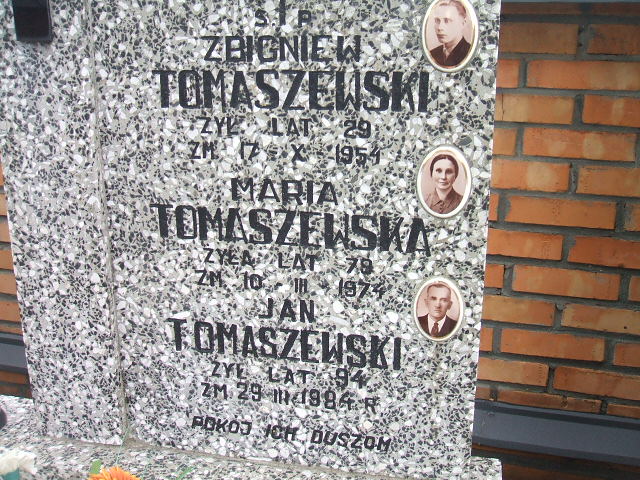 Ś. I P.
ZBIGNIEW
TOMASZEWSKI
ŻYŁ LAT 29
ZM 17 X 1954
MARIA
TOMASZEWSKA
ŻYŁA LAT 79
ZM 10 III 1974
JAN
TOMASZEWSKI
ŻYŁ LAT 94
ZM 29 III 1984 R
POKÓJ ICH DUSZOM